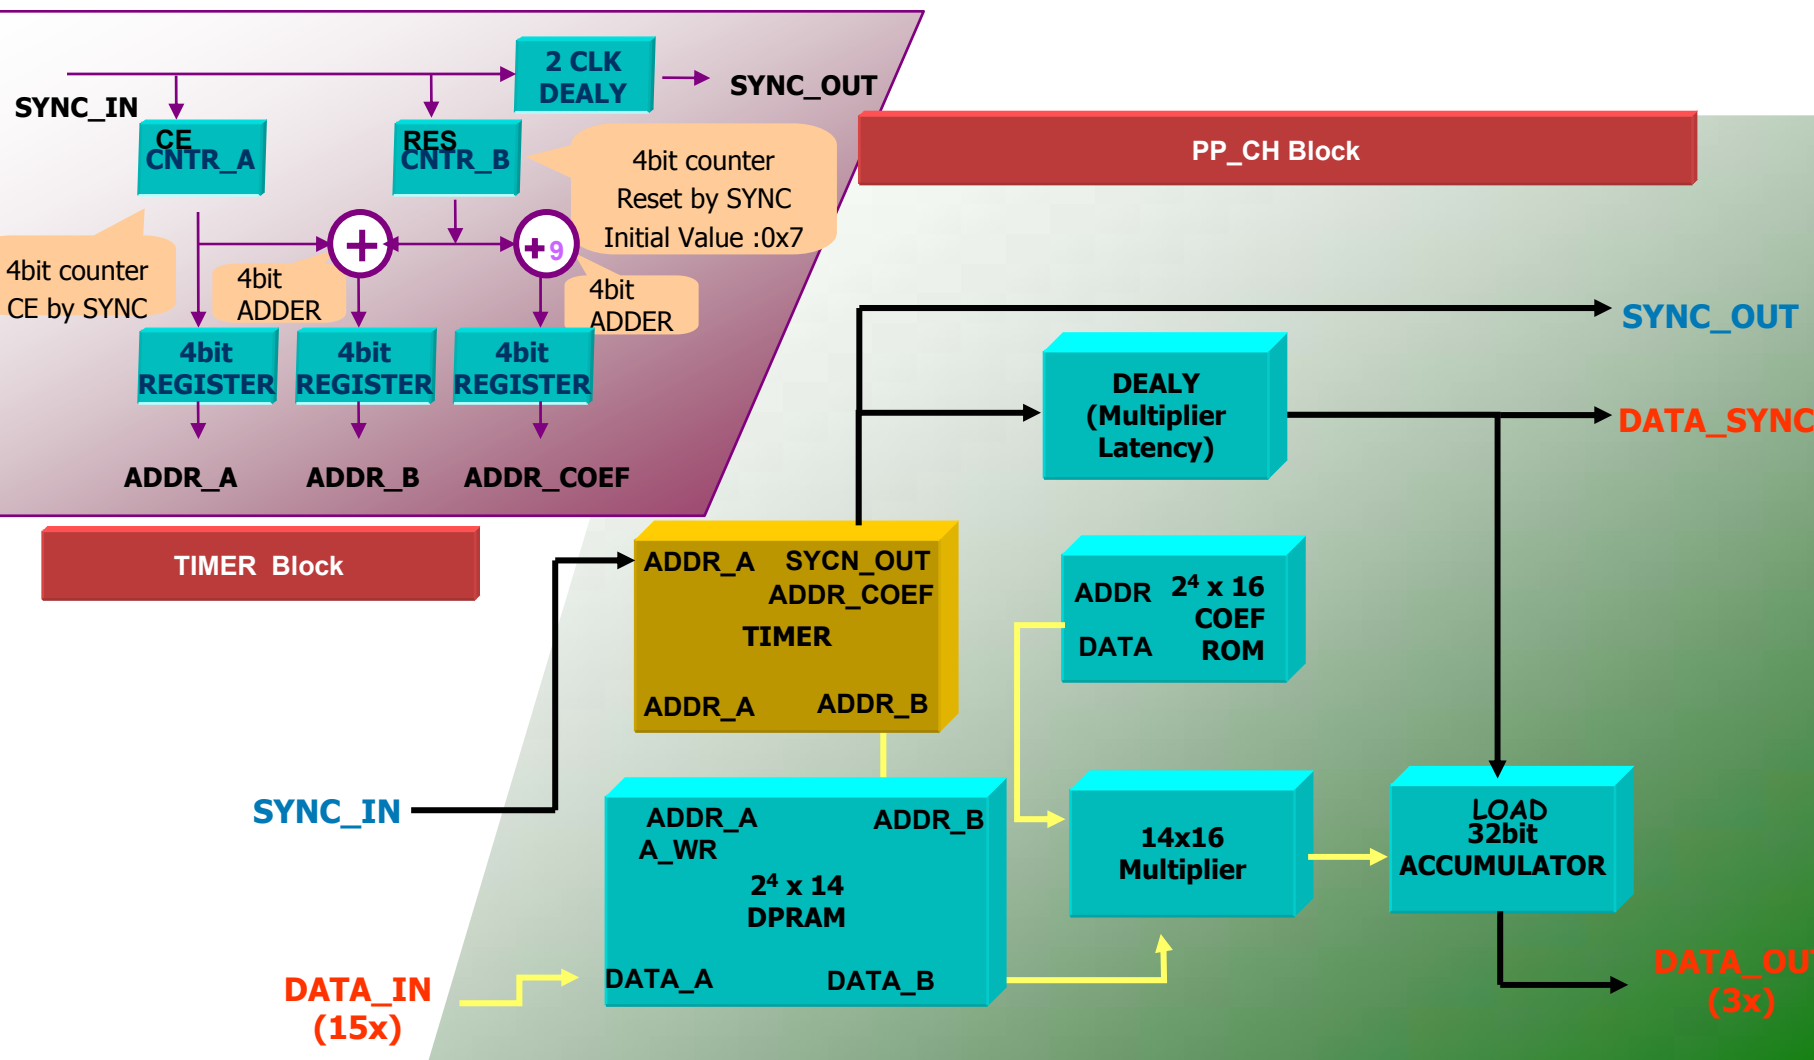 2 CLK
DEALY
SYNC_IN
SYNC_OUT
CE
CNTR_A
RES
CNTR_B
4bit counter
Reset by SYNC
Initial Value :0x7
4bit counter
CE by SYNC
+
+9
4bit
ADDER
4bit
ADDER
4bit
REGISTER
4bit
REGISTER
4bit
REGISTER
ADDR_A
ADDR_B
ADDR_COEF
TIMER Block
PP_CH Block
SYNC_OUT
DEALY
(Multiplier
Latency)
DATA_SYNC
ADDR_A
SYCN_OUT
ADDR_COEF
TIMER
ADDR_A
ADDR_B
ADDR
DATA
2⁴ x 16
COEF
ROM
SYNC_IN
ADDR_A
A_WR
ADDR_B
2⁴ x 14
DPRAM
DATA_A
DATA_B
14x16
Multiplier
LOAD
32bit
ACCUMULATOR
DATA_IN
(15x)
DATA_OUT
(3x)